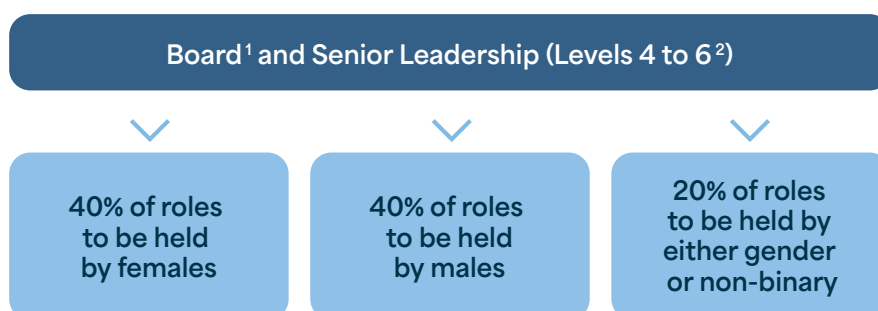 Board¹ and Senior Leadership (Levels 4 to 6²)
40% of roles
to be held
by females
40% of roles
to be held
by males
20% of roles
to be held by
either gender
or non-binary